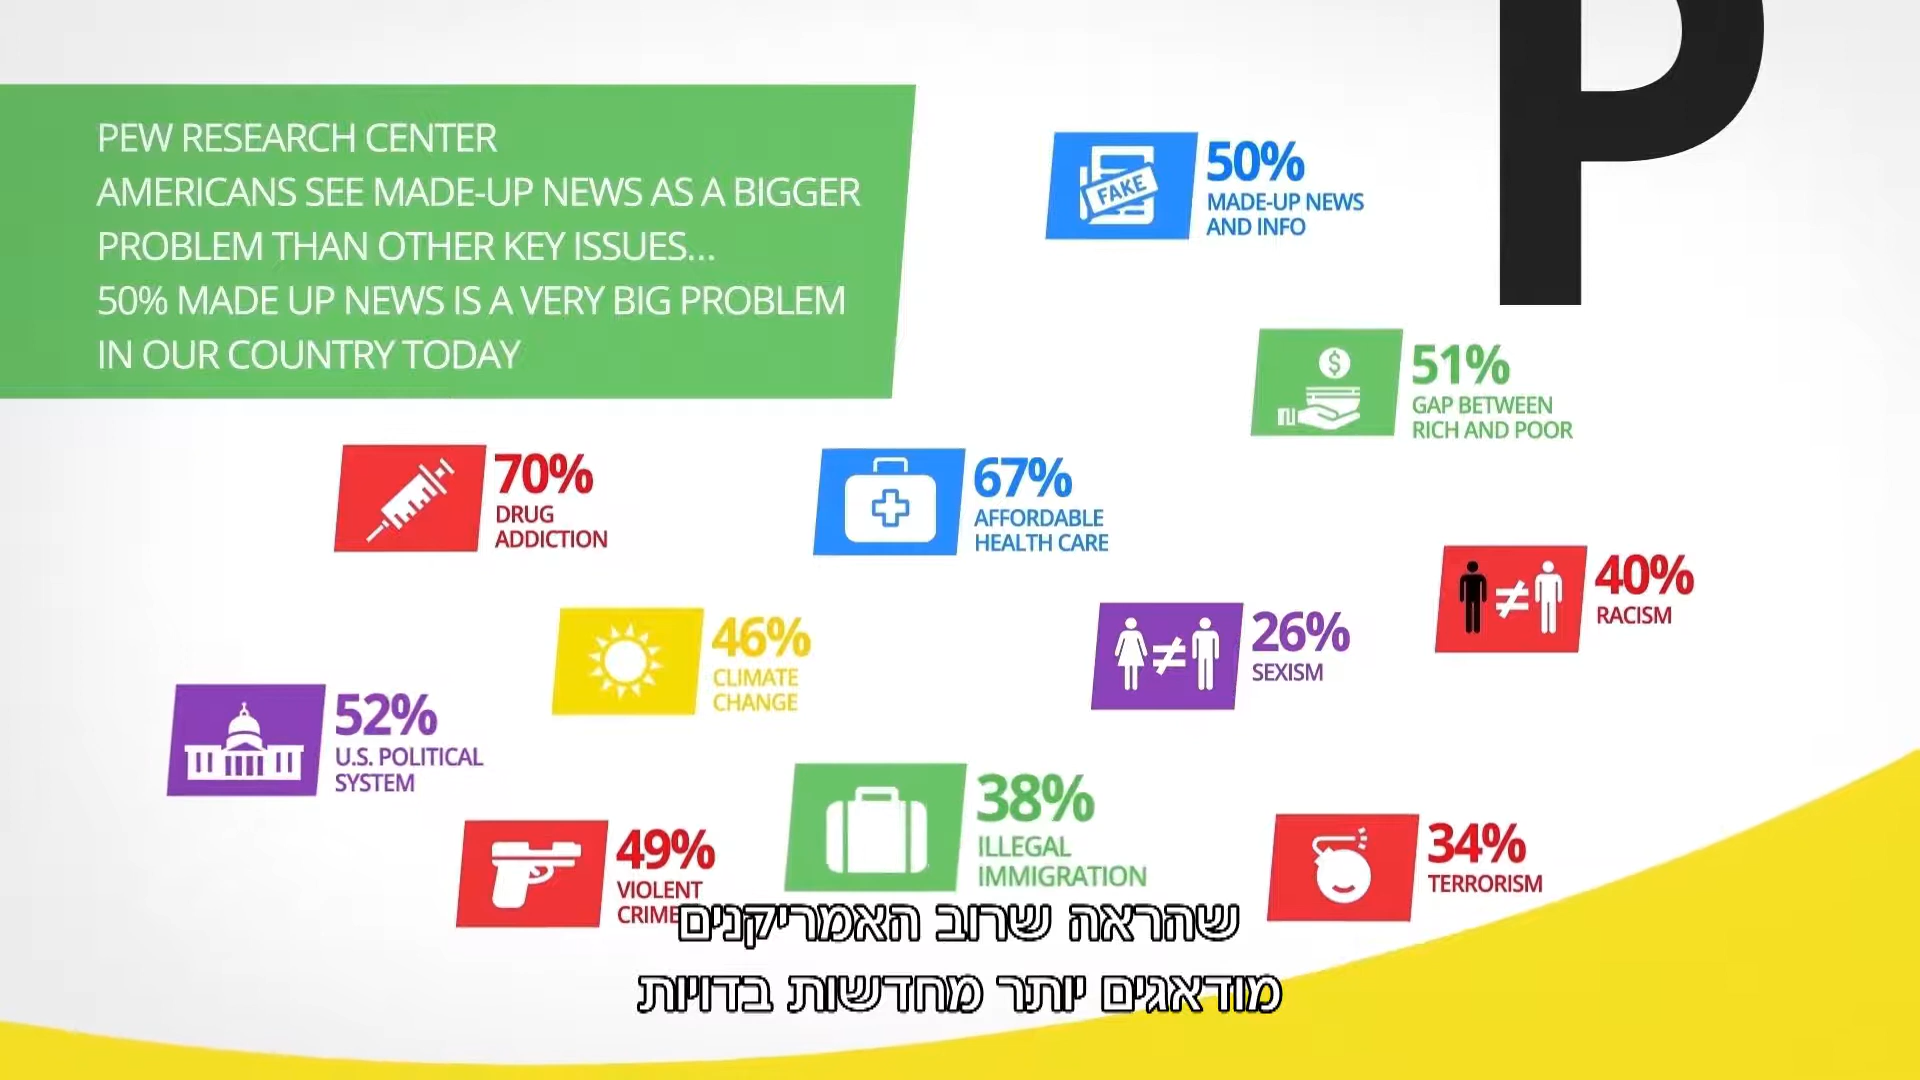 P
PEW RESEARCH CENTER
AMERICANS SEE MADE-UP NEWS AS A BIGGER
PROBLEM THAN OTHER KEY ISSUES...
50% MADE UP NEWS IS A VERY BIG PROBLEM
IN OUR COUNTRY TODAY
FAKE
50%
MADE-UP NEWS
AND INFO
$
51%
GAP BETWEEN
RICH AND POOR
70%
DRUG
ADDICTION
67%
AFFORDABLE
HEALTH CARE
≠
40%
RACISM
46%
CLIMATE
CHANGE
≠
26%
SEXISM
52%
U.S. POLITICAL
SYSTEM
49%
VIOLENT
CRIME
38%
ILLEGAL
IMMIGRATION
34%
TERRORISM
שהראה שרוב האמריקנים
מודאגים יותר מחדשות בדויות